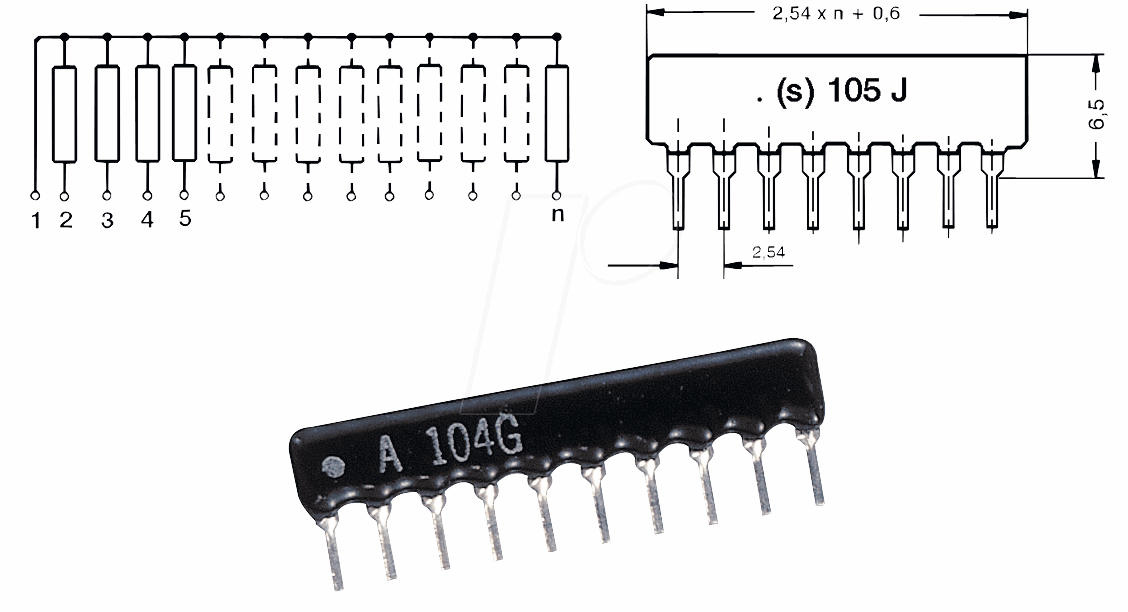 1 2 3 4 5 n
2,54 x n + 0,6
. (s) 105 J
6,5
2,54
A 104G